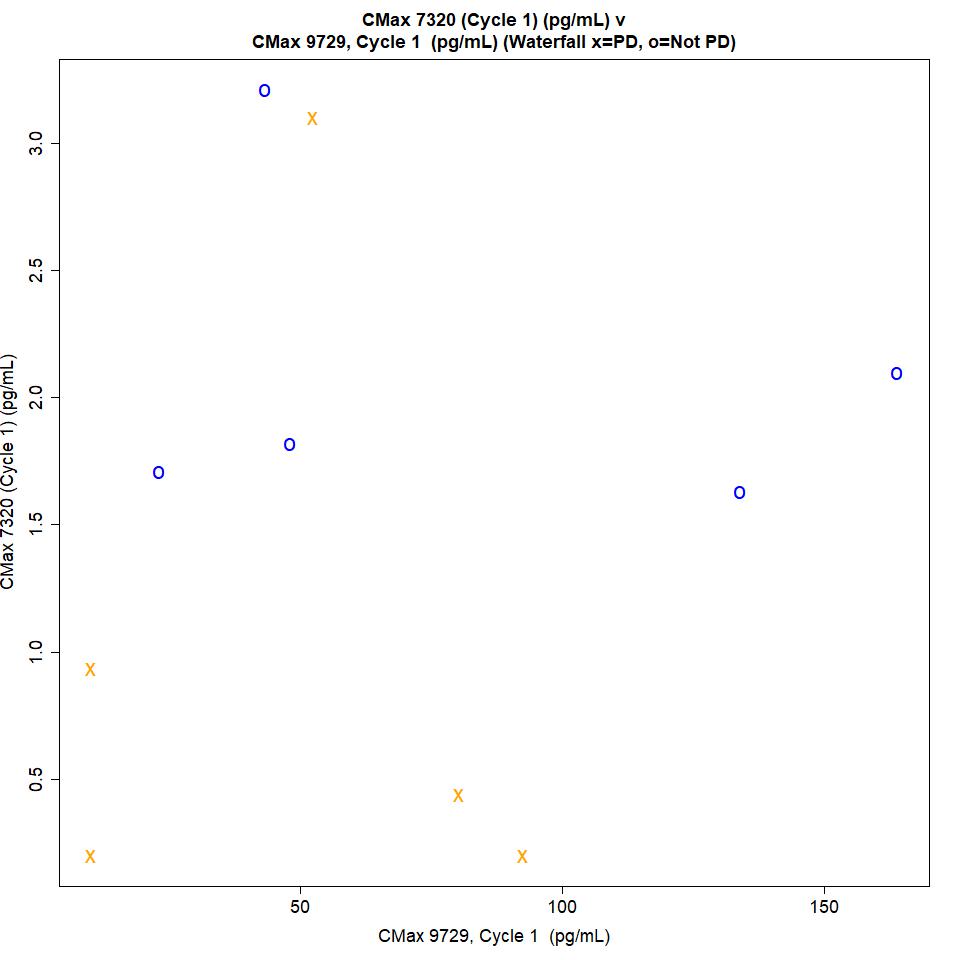 CMax 7320 (Cycle 1) (pg/mL) v
CMax 9729, Cycle 1  (pg/mL) (Waterfall x=PD, o=Not PD)
CMax 7320 (Cycle 1) (pg/mL)
3.0
2.5
2.0
1.5
1.0
0.5
O
X
O
O
O
O
X
X
X
X
50
100
150
CMax 9729, Cycle 1  (pg/mL)